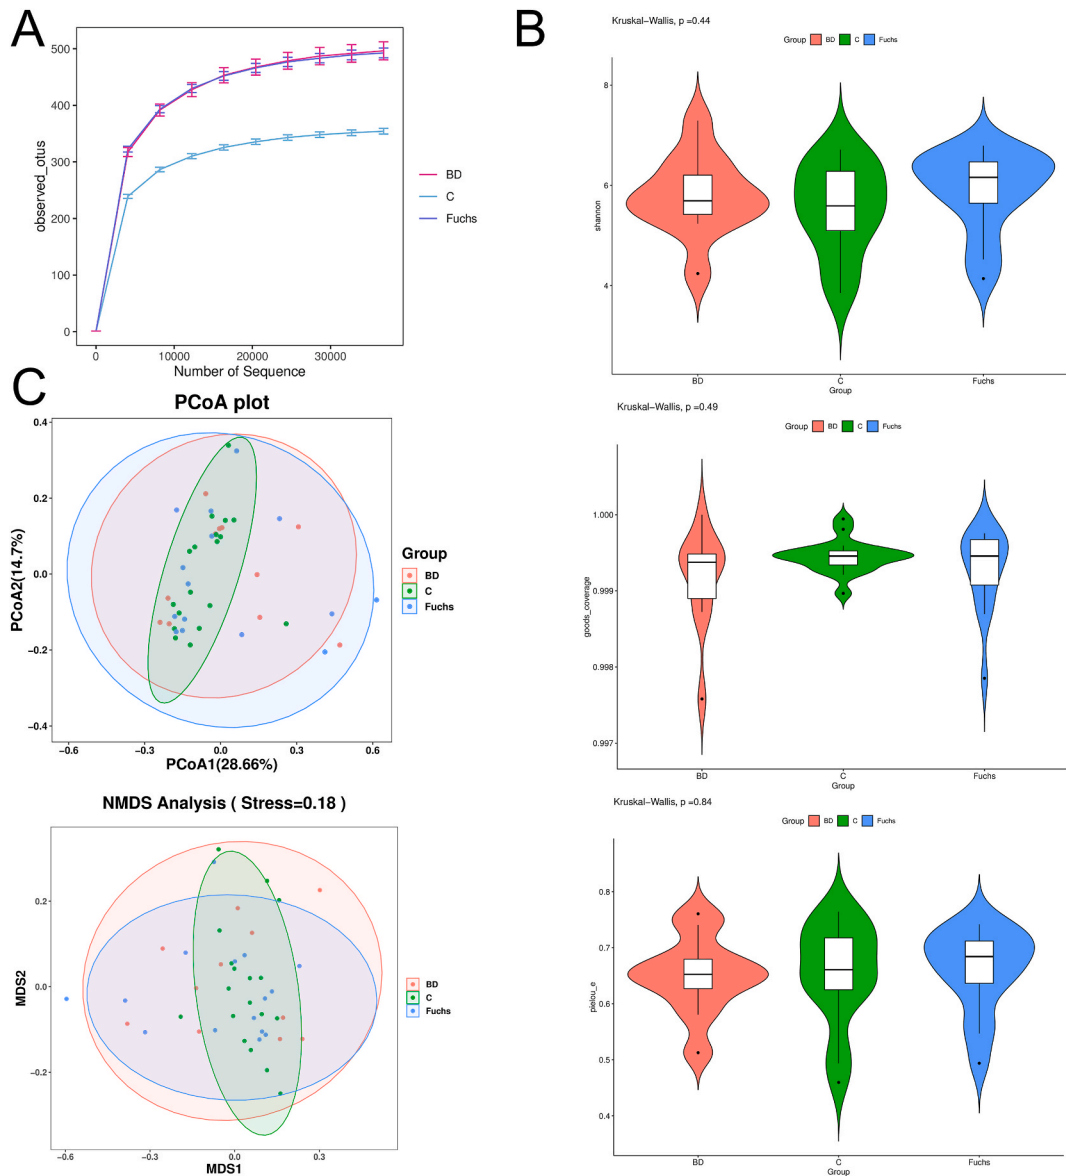 A
500
400
300
200
100
0
observed_otus
0 10000 20000 30000
Number of Sequence
BD
C
Fuchs
B
Kruskal−Wallis, p =0.44
Group BD C Fuchs
8
6
4
shannon
BD C Fuchs
Group
Kruskal−Wallis, p =0.49
Group BD C Fuchs
1.000
0.999
0.998
0.997
goods_coverage
BD C Fuchs
Group
Kruskal−Wallis, p =0.84
Group BD C Fuchs
0.8
0.7
0.6
0.5
0.4
pielou_e
BD C Fuchs
Group
C
PCoA plot
0.4
0.2
0.0
−0.2
−0.4
PCoA2(14.7%)
−0.6 −0.3 0.0 0.3 0.6
PCoA1(28.66%)
Group
BD
C
Fuchs
NMDS Analysis ( Stress=0.18 )
0.2
0.0
−0.2
MDS2
−0.6 −0.3 0.0 0.3
MDS1
BD
C
Fuchs